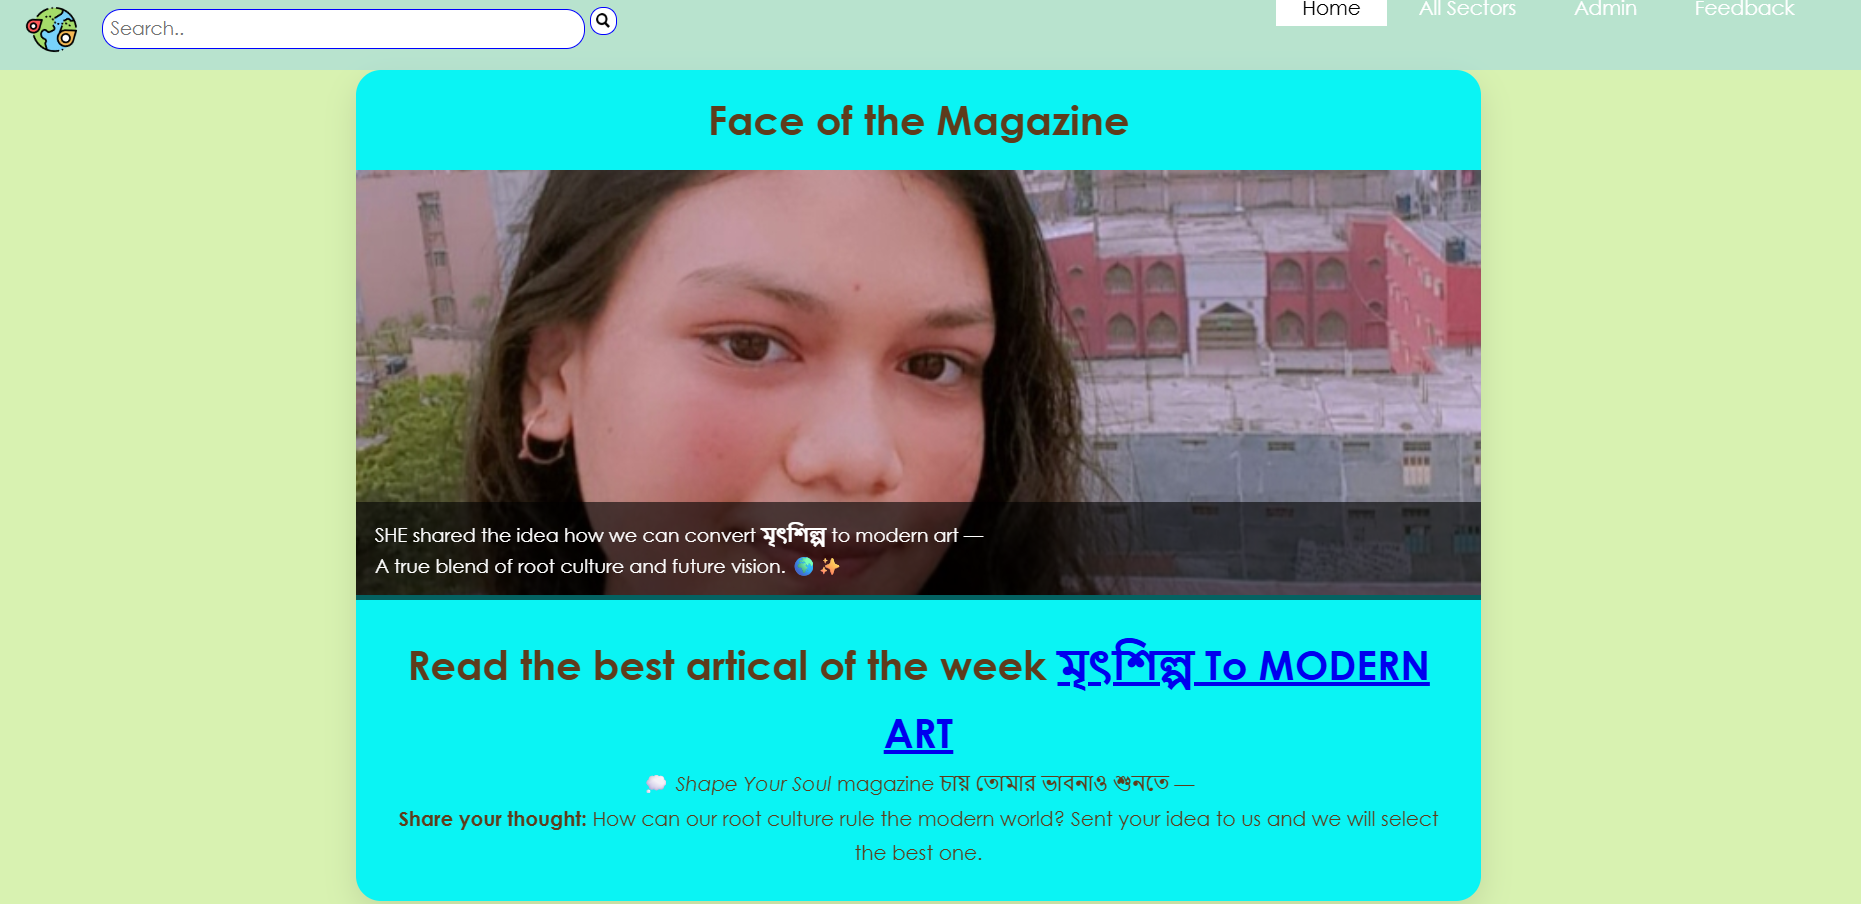 Search..
Home All Sectors Admin Feedback
Face of the Magazine
SHE shared the idea how we can convert মৃৎশিল্প to modern art —
A true blend of root culture and future vision. 🌍 ✨
Read the best artical of the week মৃৎশিল্প To MODERN
ART
💭 Shape Your Soul magazine চায় তোমার ভাবনাও শুনতে —
Share your thought: How can our root culture rule the modern world? Sent your idea to us and we will select
the best one.